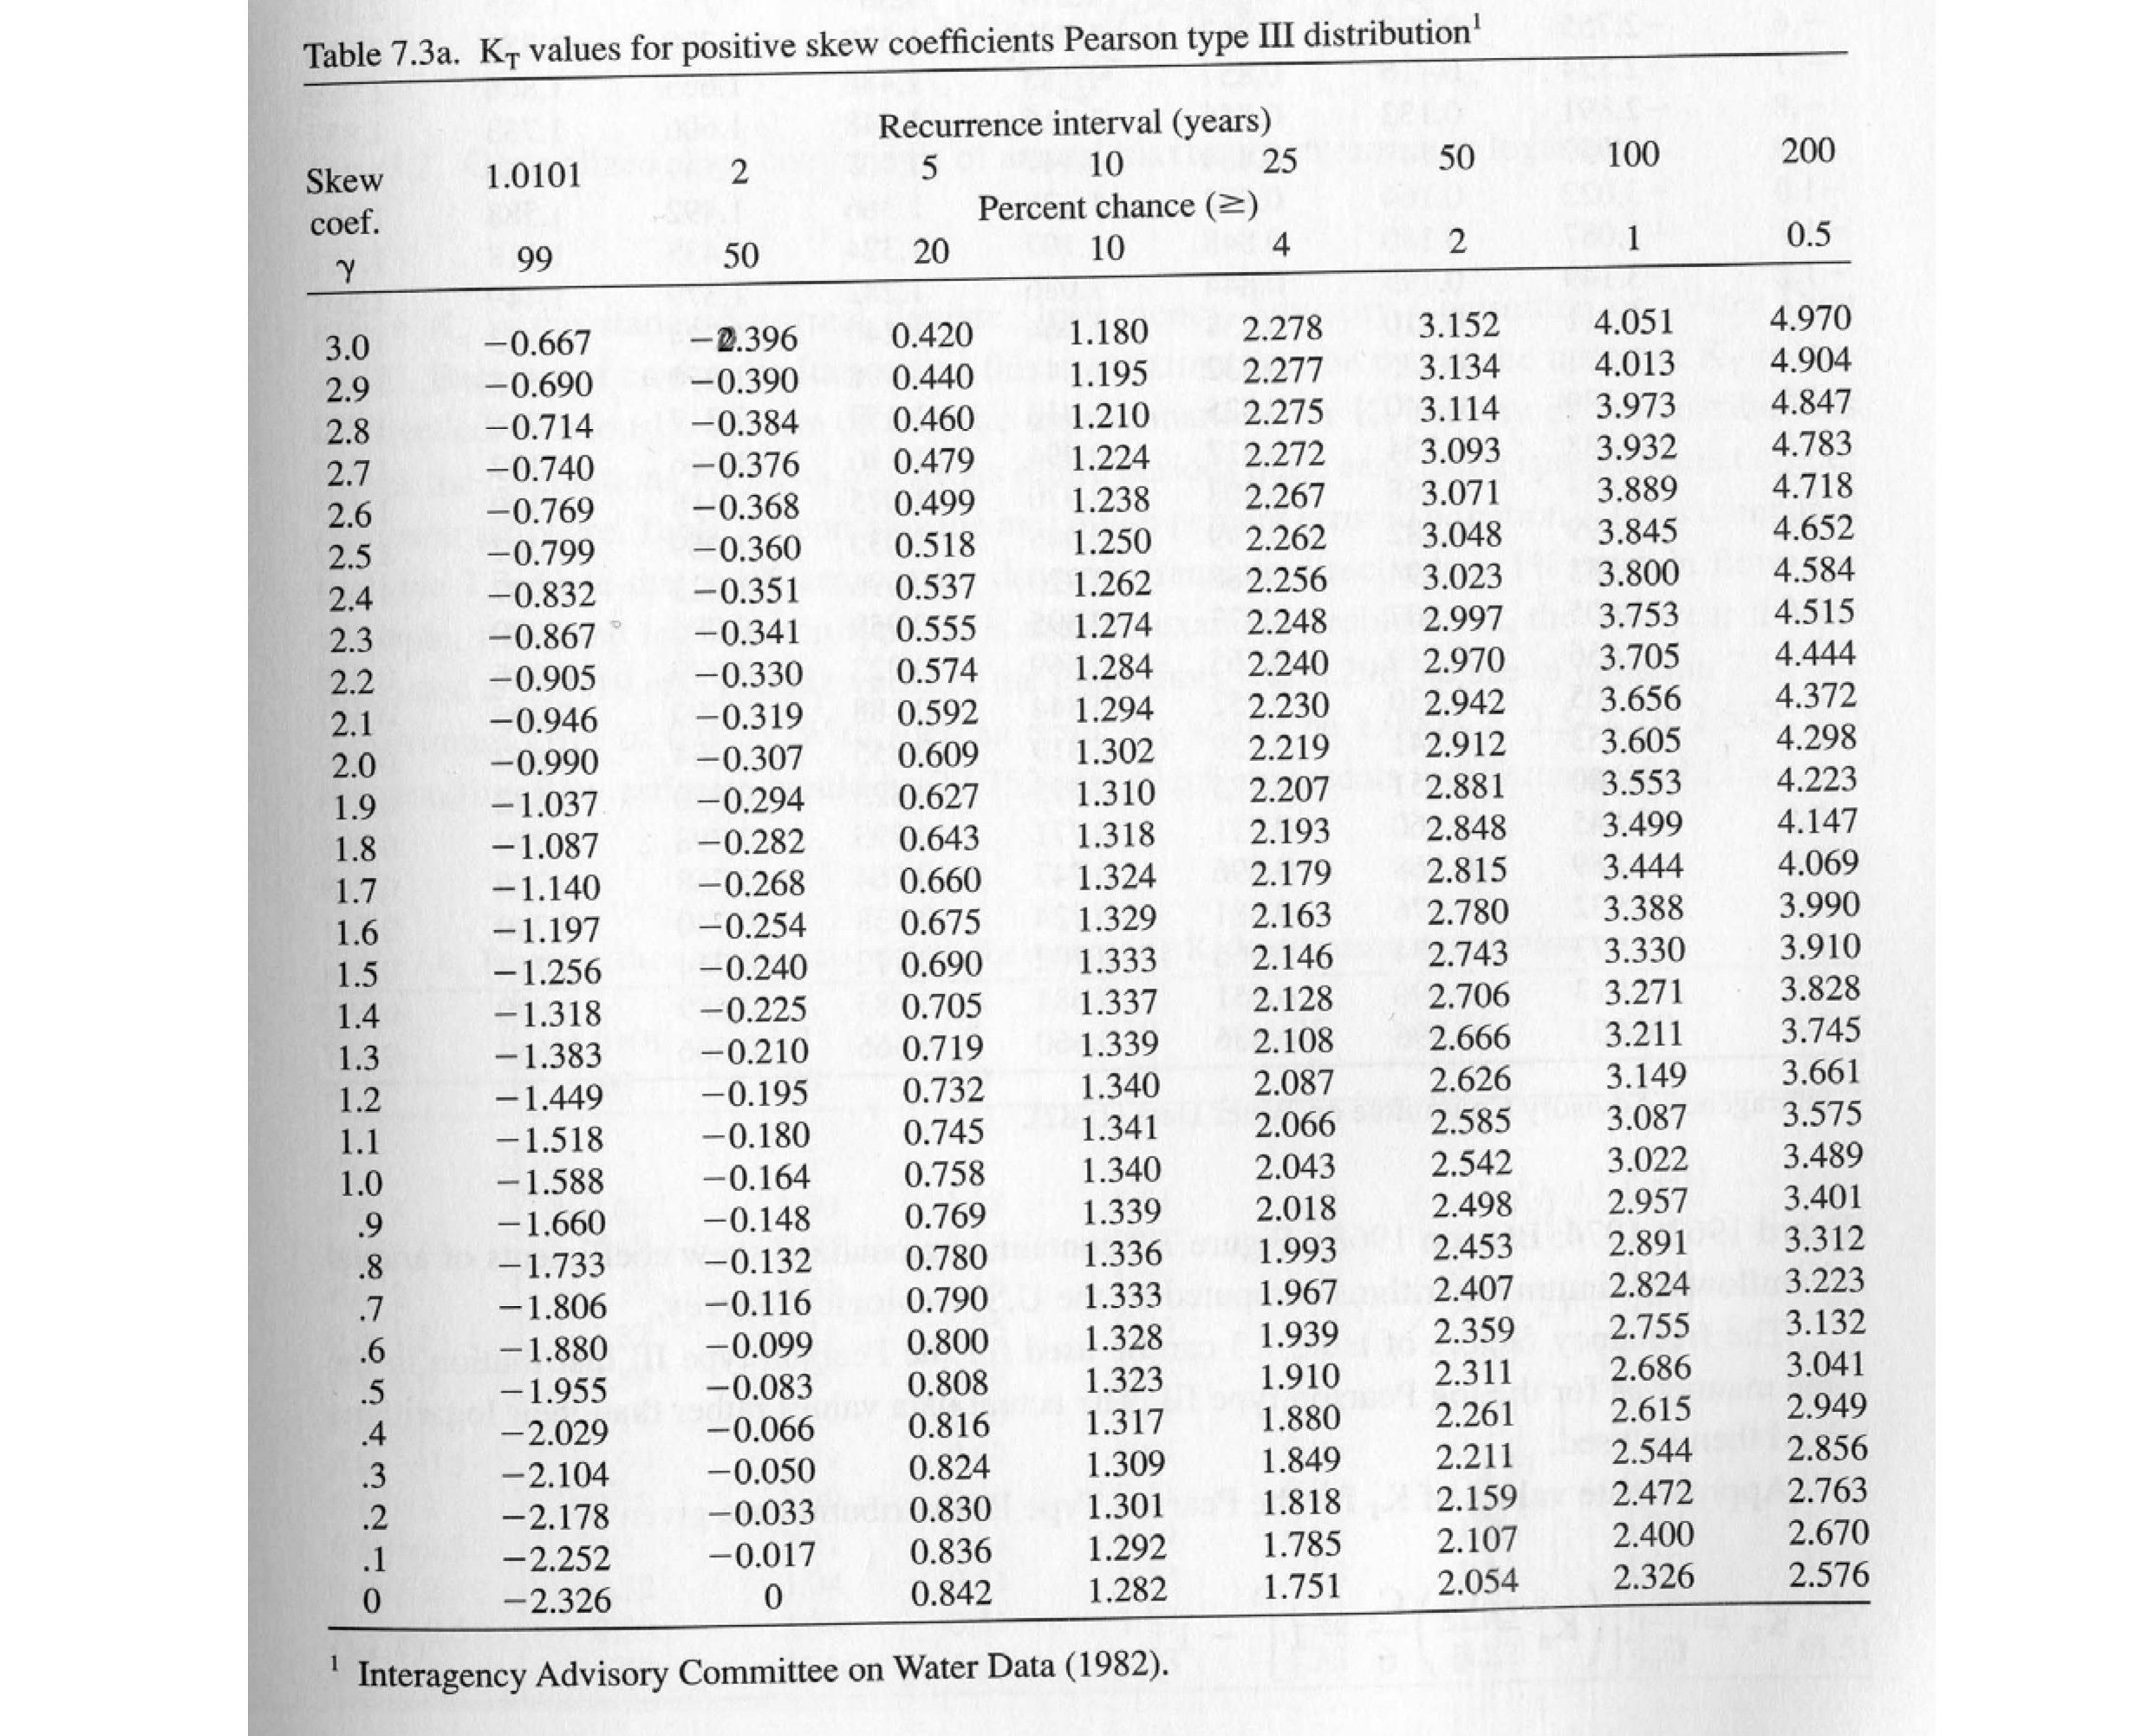 Table 7.3a. K_T values for positive skew coefficients Pearson type III distribution¹
Recurrence interval (years)
Skew 1.0101 2 5 10 25 50 100 200
coef. Percent chance (≥)
γ 99 50 20 10 4 2 1 0.5
3.0 −0.667 −0.396 0.420 1.180 2.278 3.152 4.051 4.970
2.9 −0.690 −0.390 0.440 1.195 2.277 3.134 4.013 4.904
2.8 −0.714 −0.384 0.460 1.210 2.275 3.114 3.973 4.847
2.7 −0.740 −0.376 0.479 1.224 2.272 3.093 3.932 4.783
2.6 −0.769 −0.368 0.499 1.238 2.267 3.071 3.889 4.718
2.5 −0.799 −0.360 0.518 1.250 2.262 3.048 3.845 4.652
2.4 −0.832 −0.351 0.537 1.262 2.256 3.023 3.800 4.584
2.3 −0.867 −0.341 0.555 1.274 2.248 2.997 3.753 4.515
2.2 −0.905 −0.330 0.574 1.284 2.240 2.970 3.705 4.444
2.1 −0.946 −0.319 0.592 1.294 2.230 2.942 3.656 4.372
2.0 −0.990 −0.307 0.609 1.302 2.219 2.912 3.605 4.298
1.9 −1.037 −0.294 0.627 1.310 2.207 2.881 3.553 4.223
1.8 −1.087 −0.282 0.643 1.318 2.193 2.848 3.499 4.147
1.7 −1.140 −0.268 0.660 1.324 2.179 2.815 3.444 4.069
1.6 −1.197 −0.254 0.675 1.329 2.163 2.780 3.388 3.990
1.5 −1.256 −0.240 0.690 1.333 2.146 2.743 3.330 3.910
1.4 −1.318 −0.225 0.705 1.337 2.128 2.706 3.271 3.828
1.3 −1.383 −0.210 0.719 1.339 2.108 2.666 3.211 3.745
1.2 −1.449 −0.195 0.732 1.340 2.087 2.626 3.149 3.661
1.1 −1.518 −0.180 0.745 1.341 2.066 2.585 3.087 3.575
1.0 −1.588 −0.164 0.758 1.340 2.043 2.542 3.022 3.489
.9 −1.660 −0.148 0.769 1.339 2.018 2.498 2.957 3.401
.8 −1.733 −0.132 0.780 1.336 1.993 2.453 2.891 3.312
.7 −1.806 −0.116 0.790 1.333 1.967 2.407 2.824 3.223
.6 −1.880 −0.099 0.800 1.328 1.939 2.359 2.755 3.132
.5 −1.955 −0.083 0.808 1.323 1.910 2.311 2.686 3.041
.4 −2.029 −0.066 0.816 1.317 1.880 2.261 2.615 2.949
.3 −2.104 −0.050 0.824 1.309 1.849 2.211 2.544 2.856
.2 −2.178 −0.033 0.830 1.301 1.818 2.159 2.472 2.763
.1 −2.252 −0.017 0.836 1.292 1.785 2.107 2.400 2.670
0 −2.326 0 0.842 1.282 1.751 2.054 2.326 2.576
¹ Interagency Advisory Committee on Water Data (1982).